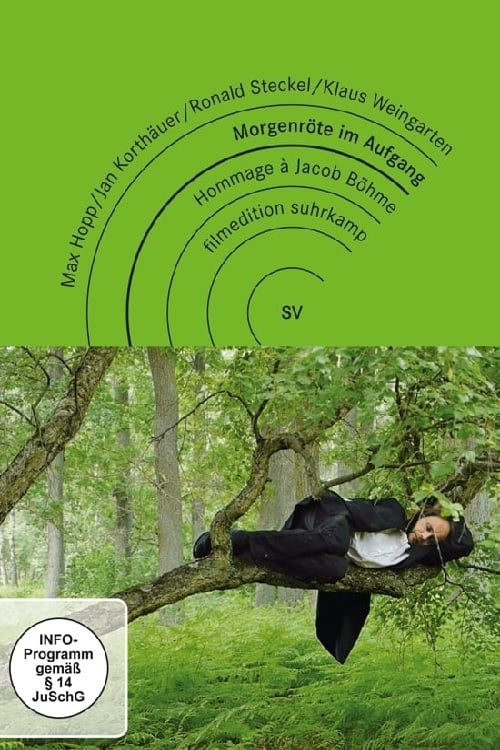 Max Hopp/Jan Korthäuer/Ronald Steckel/Klaus Weingarten
Morgenröte im Aufgang
Hommage à Jacob Böhme
filmedition suhrkamp
SV
INFO-
Programm
gemäß
§ 14
JuSchG